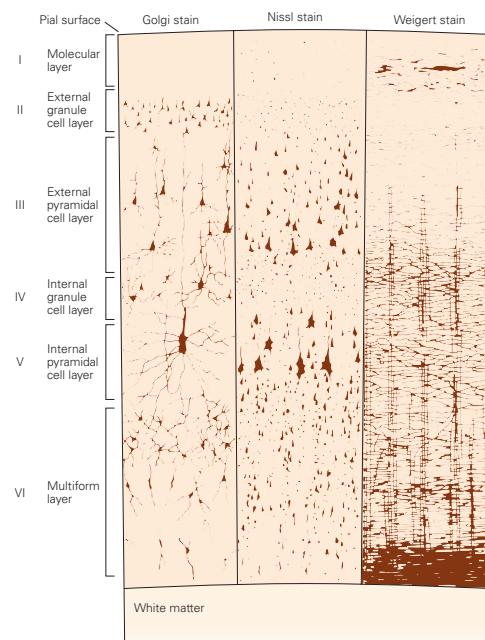 Pial surface
Golgi stain
Nissl stain
Weigert stain
I
Molecular
layer
II
External
granule
cell layer
III
External
pyramidal
cell layer
IV
Internal
granule
cell layer
V
Internal
pyramidal
cell layer
VI
Multiform
layer
White matter